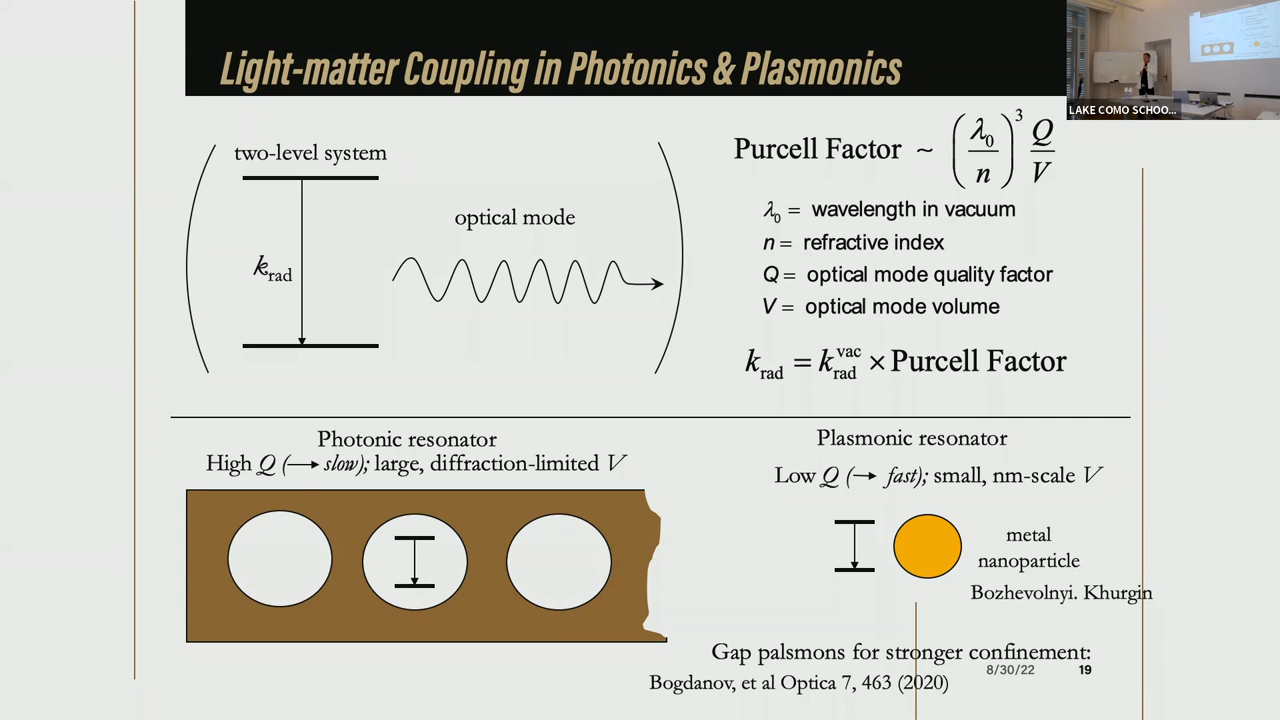 Light-matter Coupling in Photonics & Plasmonics
LAKE COMO SCHOO...
two-level system
optical mode
k_rad
Purcell Factor ~ (λ₀/n)³ Q/V
λ₀ = wavelength in vacuum
n = refractive index
Q = optical mode quality factor
V = optical mode volume
k_rad = k_rad^vac × Purcell Factor
Photonic resonator
High Q (→ slow); large, diffraction-limited V
Plasmonic resonator
Low Q (→ fast); small, nm-scale V
metal
nanoparticle
Bozhevolnyi. Khurgin
Gap palsmons for stronger confinement:
8/30/22 19
Bogdanov, et al Optica 7, 463 (2020)